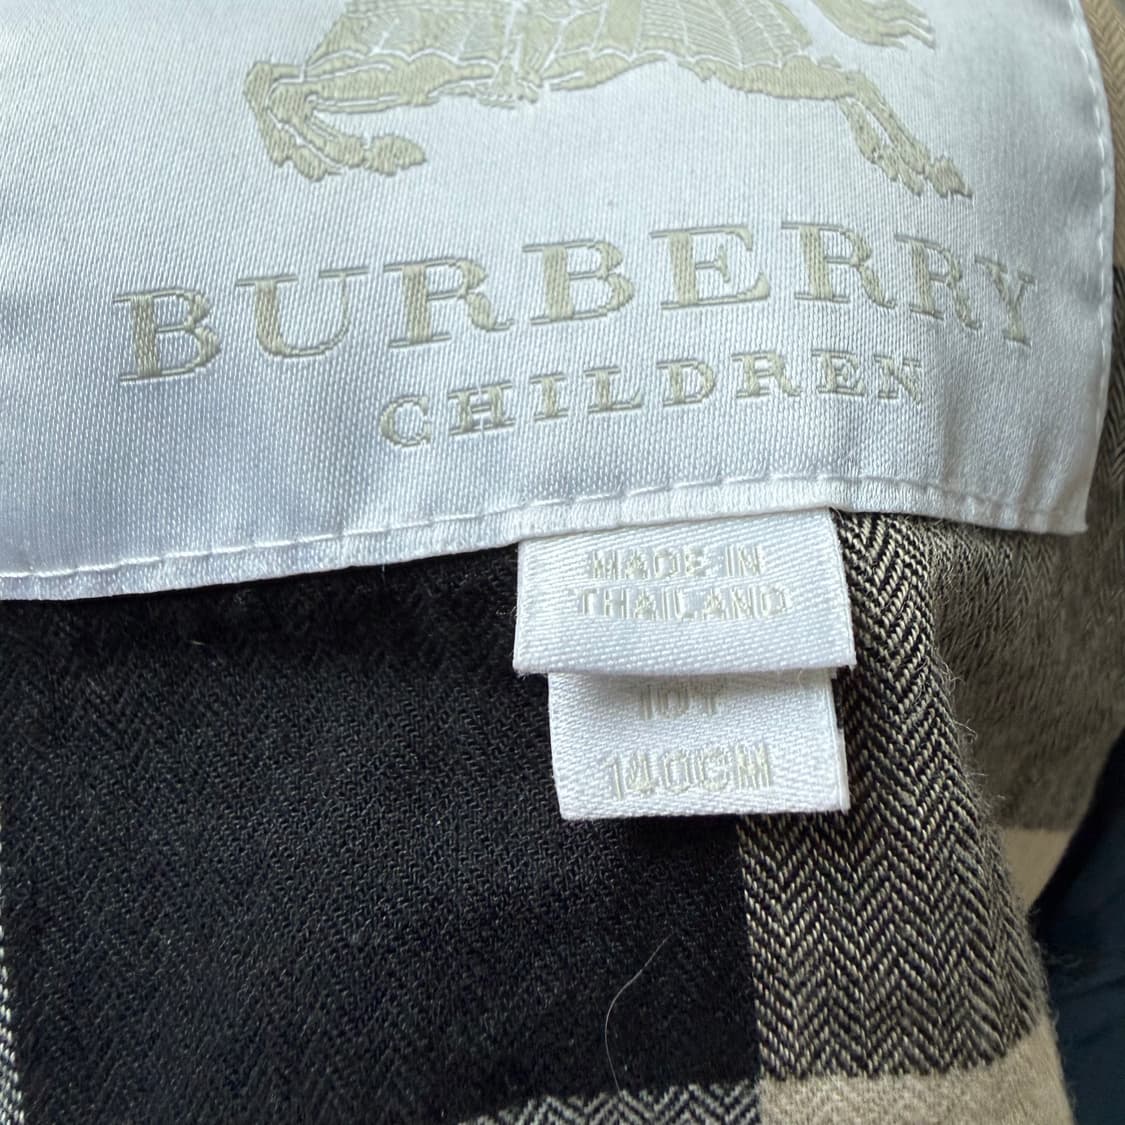 BURBERRY
CHILDREN
MADE IN
THAILAND
10Y
140CM